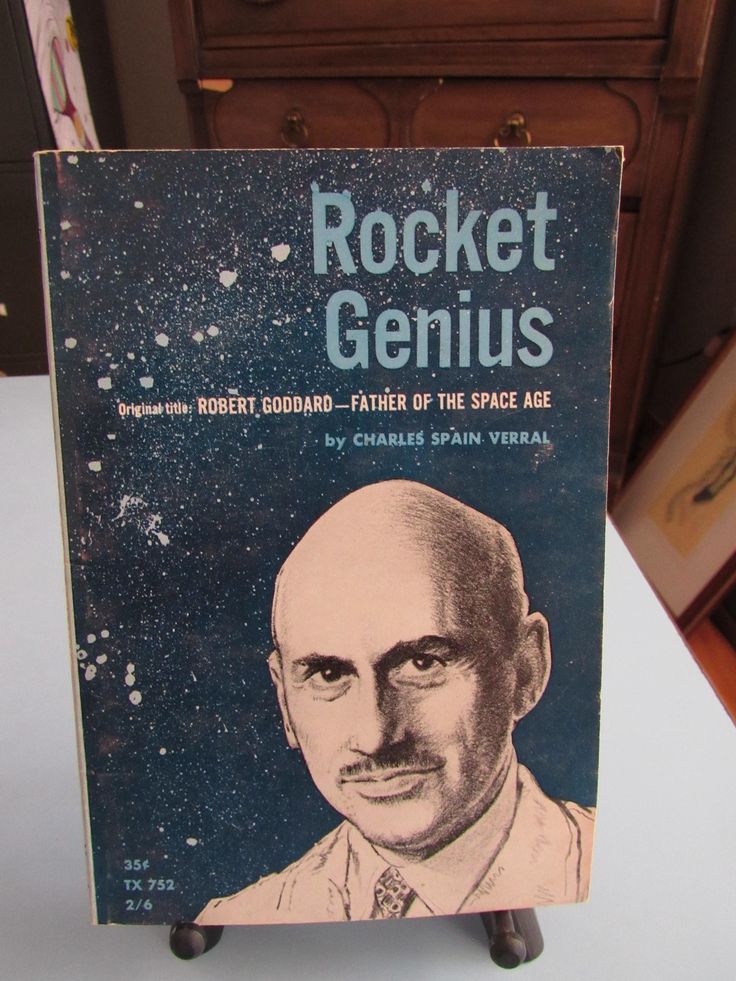 Rocket
Genius
Original title: ROBERT GODDARD—FATHER OF THE SPACE AGE
by CHARLES SPAIN VERRAL
35¢
TX 752
2/6